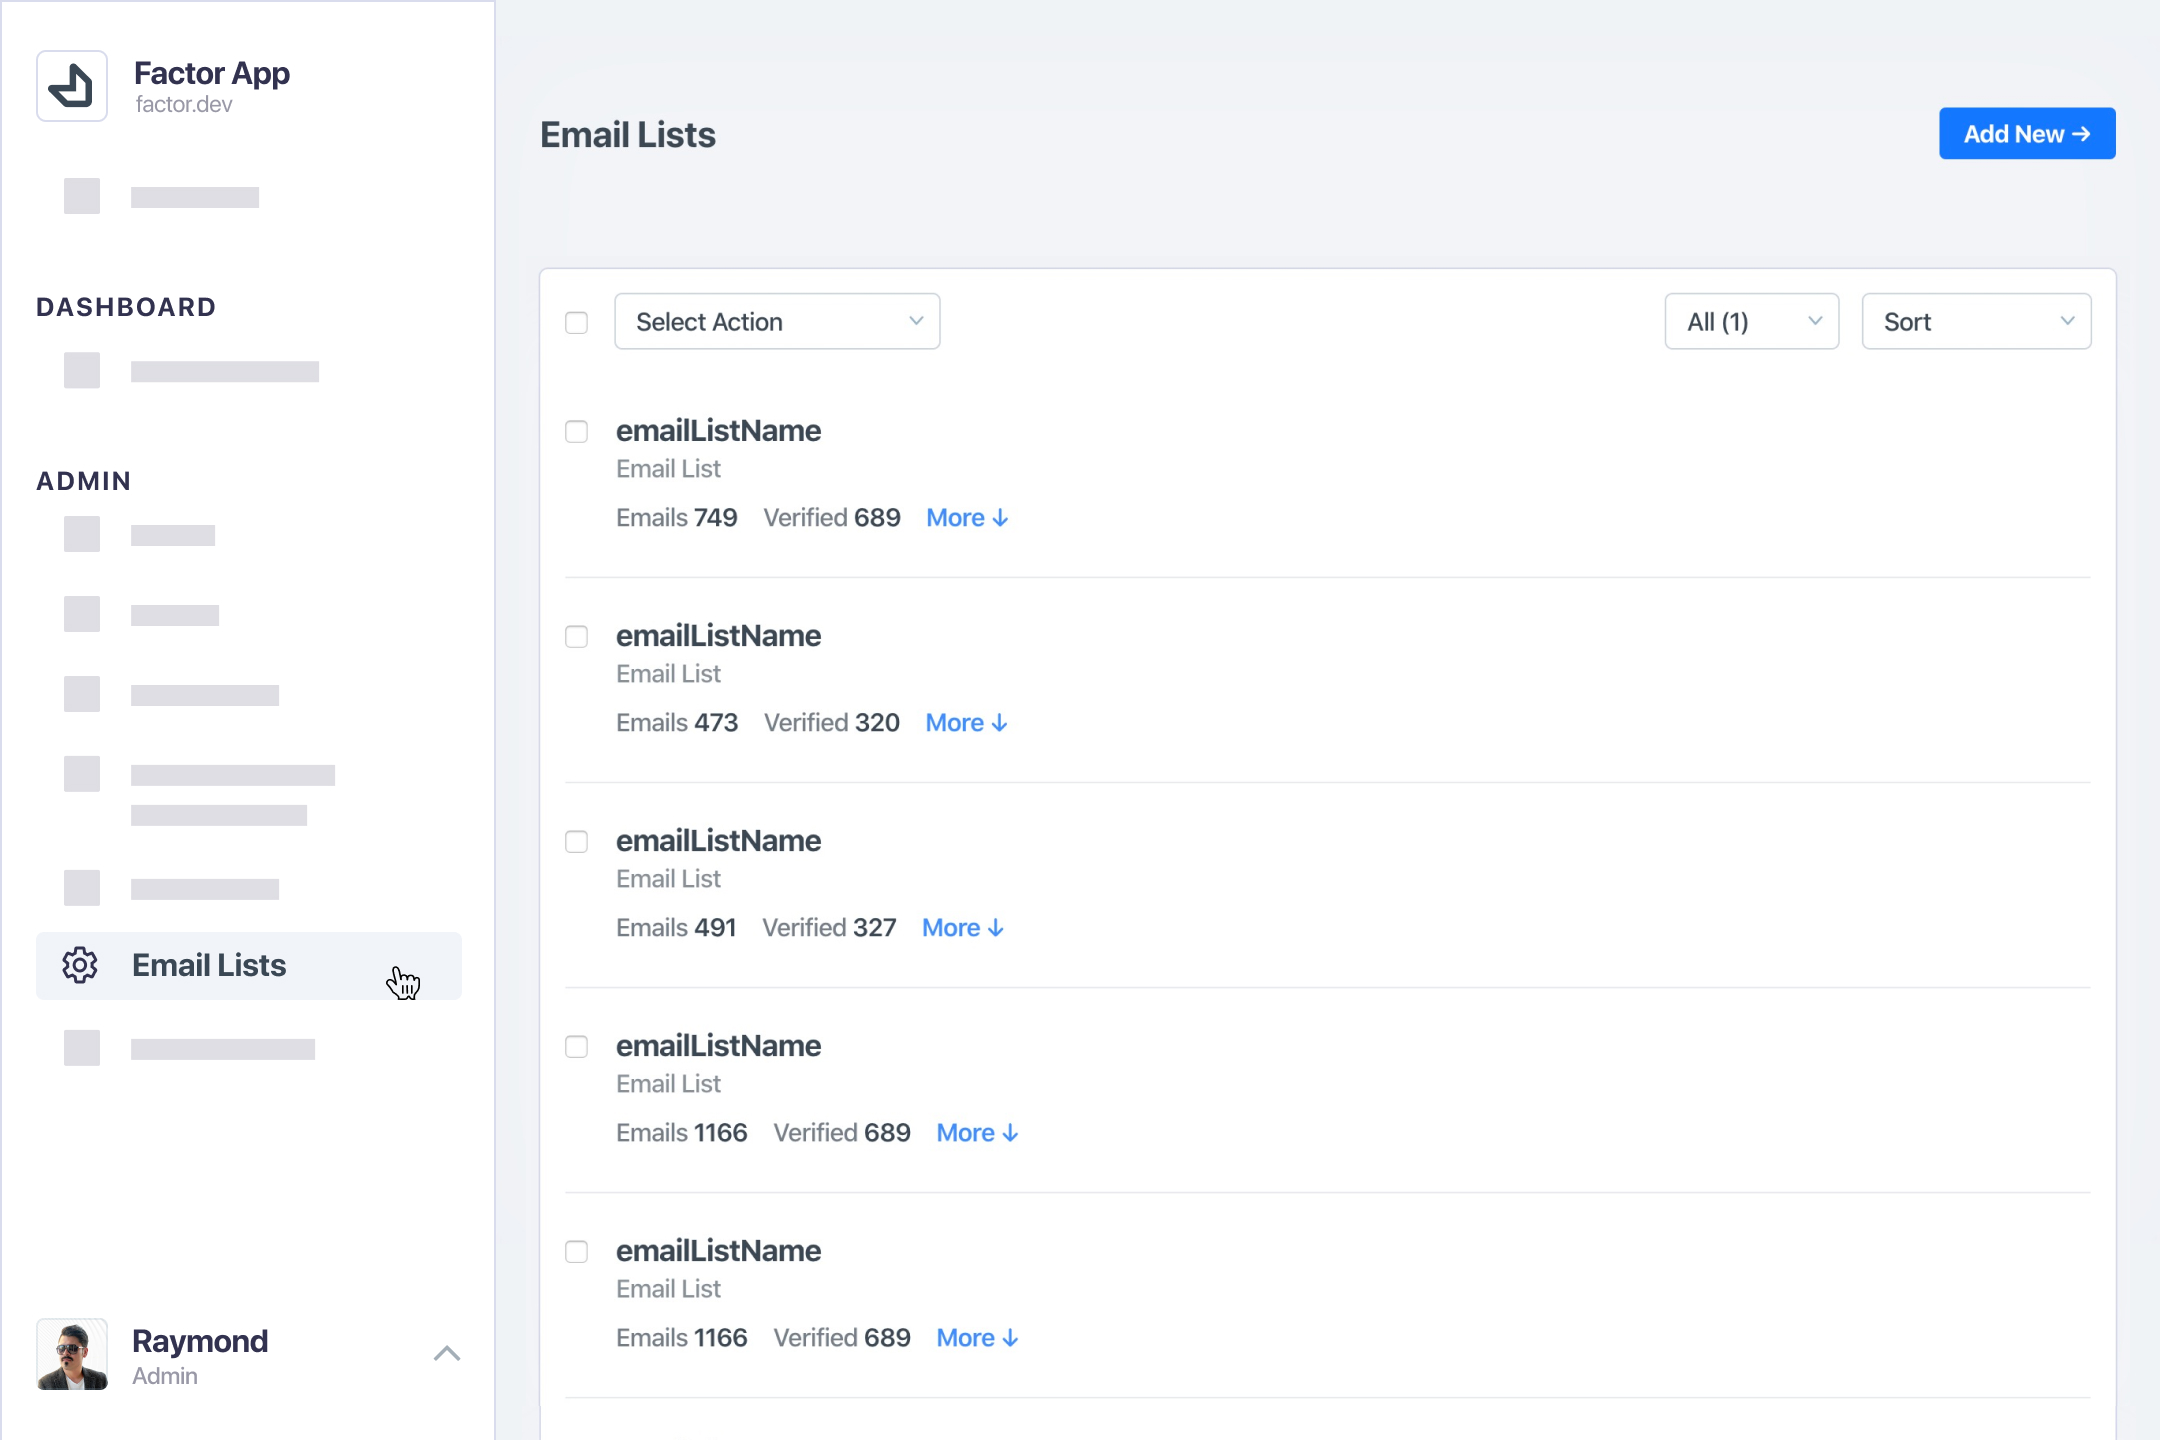 Factor App
factor.dev
DASHBOARD
ADMIN
Email Lists
Raymond
Admin
Email Lists
Add New →
Select Action
All (1)
Sort
emailListName
Email List
Emails 749 Verified 689 More ↓
emailListName
Email List
Emails 473 Verified 320 More ↓
emailListName
Email List
Emails 491 Verified 327 More ↓
emailListName
Email List
Emails 1166 Verified 689 More ↓
emailListName
Email List
Emails 1166 Verified 689 More ↓